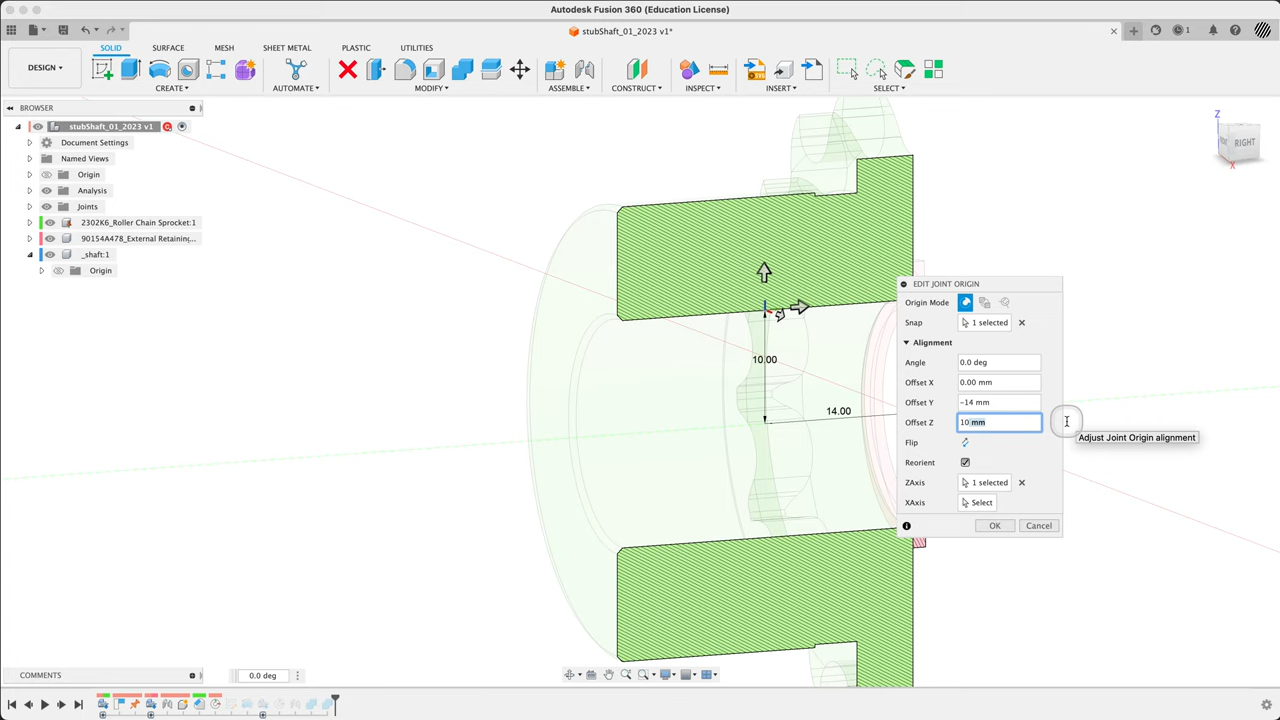 Autodesk Fusion 360 (Education License)
stubShaft_01_2023 v1*
1
SOLID SURFACE MESH SHEET METAL PLASTIC UTILITIES
DESIGN ▾
CREATE ▾ AUTOMATE ▾ MODIFY ▾ ASSEMBLE ▾ CONSTRUCT ▾ INSPECT ▾ INSERT ▾ SELECT ▾
BROWSER
stubShaft_01_2023 v1
Document Settings
Named Views
Origin
Analysis
Joints
2302K6_Roller Chain Sprocket:1
90154A478_External Retaining...
_shaft:1
Origin
Z
RIGHT
X
10.00
14.00
EDIT JOINT ORIGIN
Origin Mode
Snap 1 selected
Alignment
Angle 0.0 deg
Offset X 0.00 mm
Offset Y -14 mm
Offset Z 10 mm
Flip
Reorient
ZAxis 1 selected
XAxis Select
OK Cancel
Adjust Joint Origin alignment
COMMENTS
0.0 deg